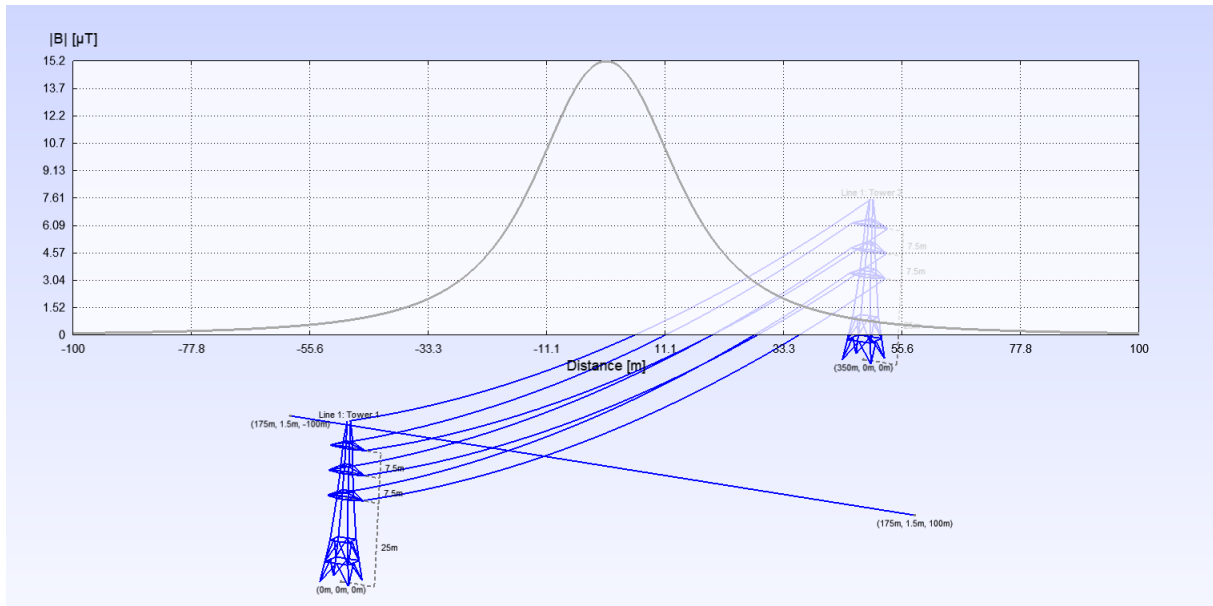 |B| [µT]
15.2
13.7
12.2
10.7
9.13
7.61
6.09
4.57
3.04
1.52
0
-100
-77.8
-55.6
-33.3
-11.1
11.1
33.3
55.6
77.8
100
Distance [m]
Line 1: Tower 2
7.5m
7.5m
(350m, 0m, 0m)
Line 1: Tower 1
(175m, 1.5m, -100m)
7.5m
7.5m
25m
(0m, 0m, 0m)
(175m, 1.5m, 100m)